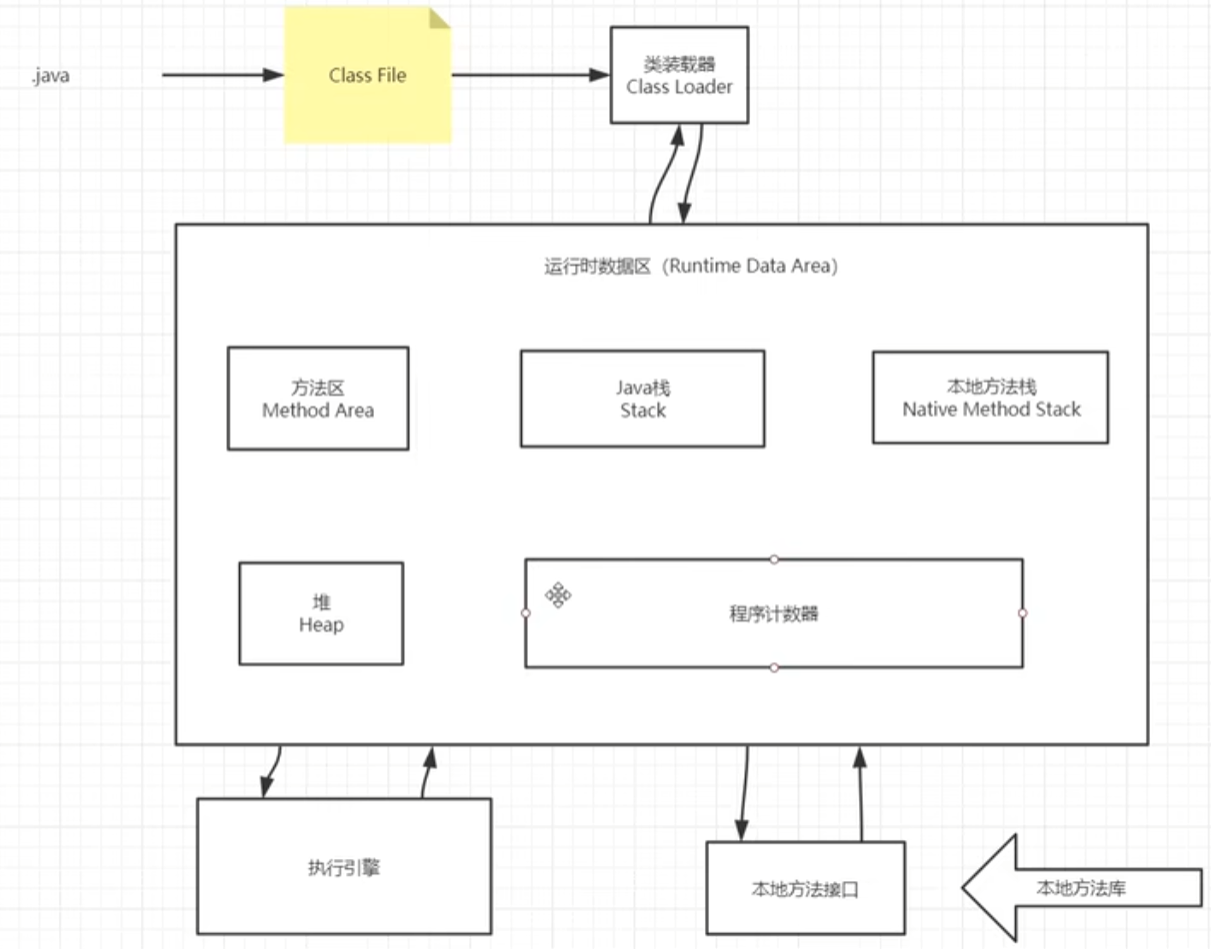 .java
Class File
类装载器
Class Loader
运行时数据区（Runtime Data Area）
方法区
Method Area
Java栈
Stack
本地方法栈
Native Method Stack
堆
Heap
程序计数器
执行引擎
本地方法接口
本地方法库